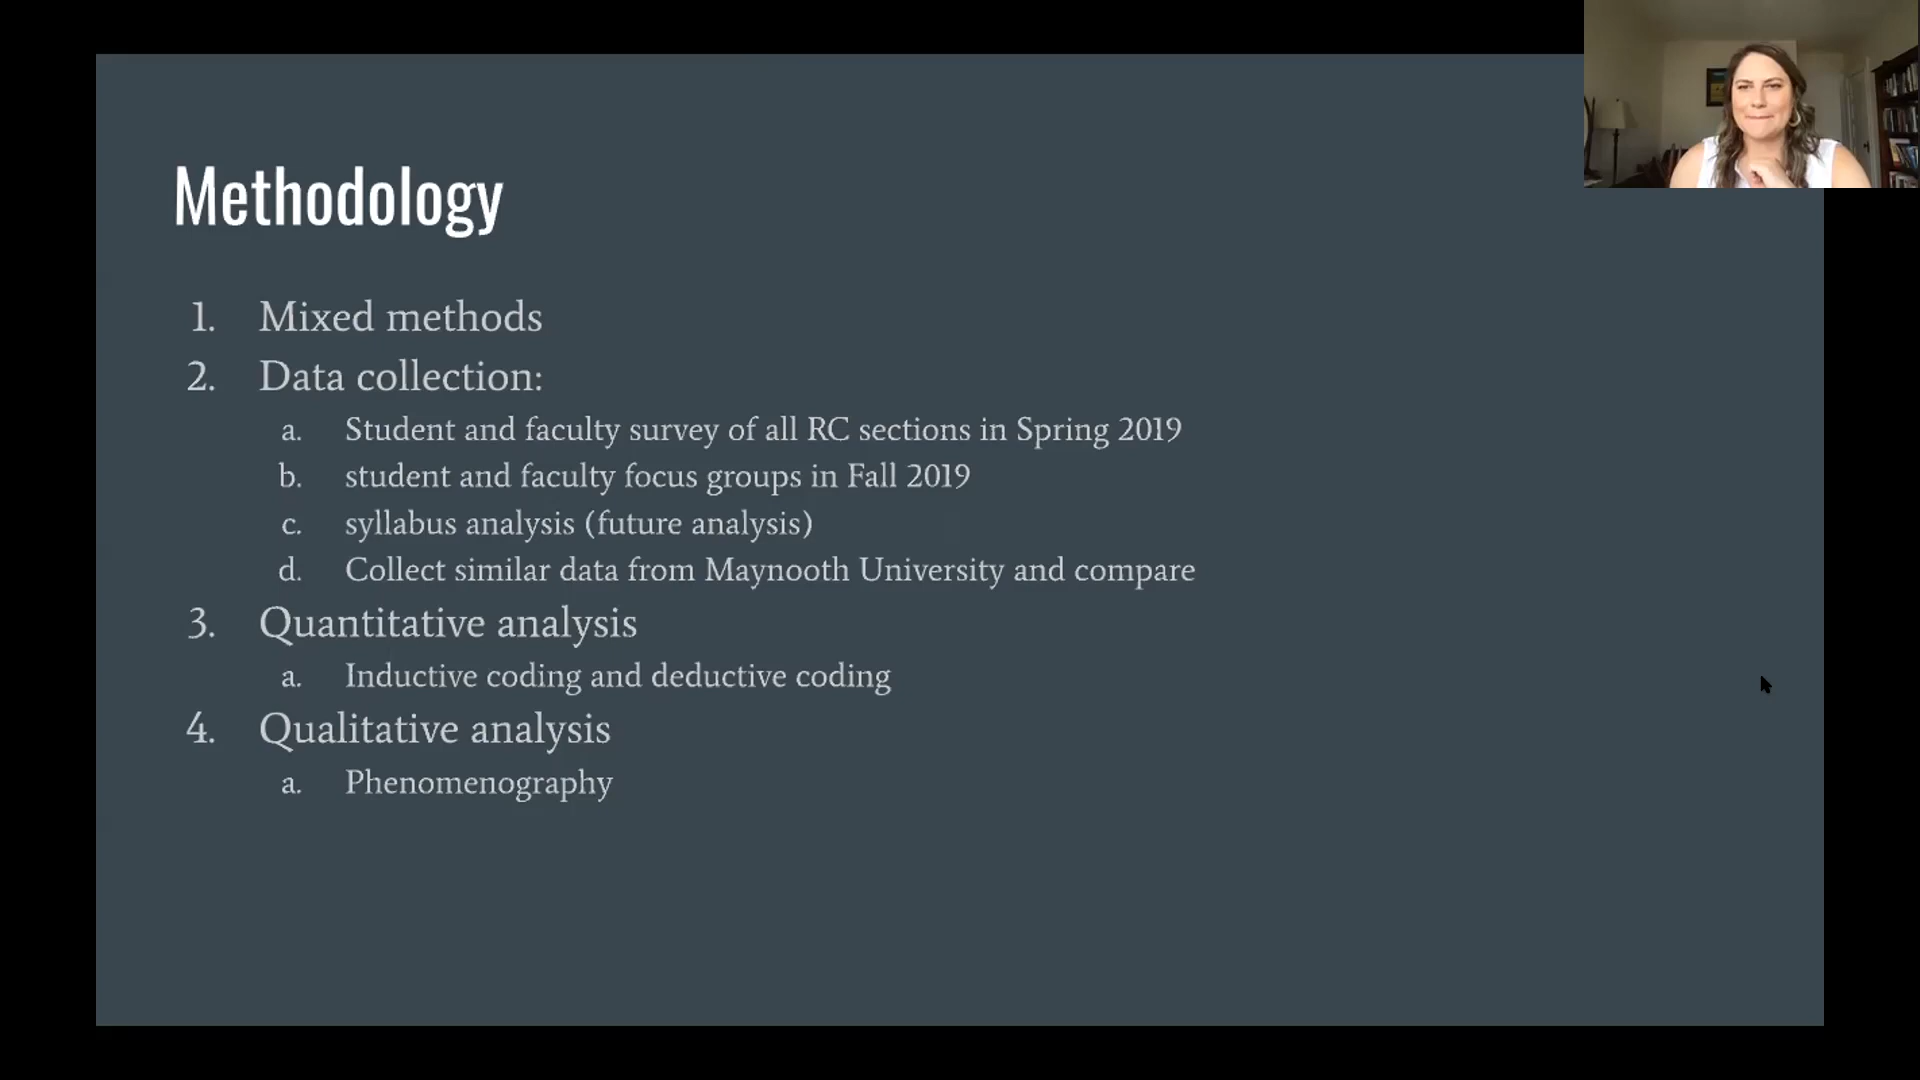 Methodology
1. Mixed methods
2. Data collection:
a. Student and faculty survey of all RC sections in Spring 2019
b. student and faculty focus groups in Fall 2019
c. syllabus analysis (future analysis)
d. Collect similar data from Maynooth University and compare
3. Quantitative analysis
a. Inductive coding and deductive coding
4. Qualitative analysis
a. Phenomenography